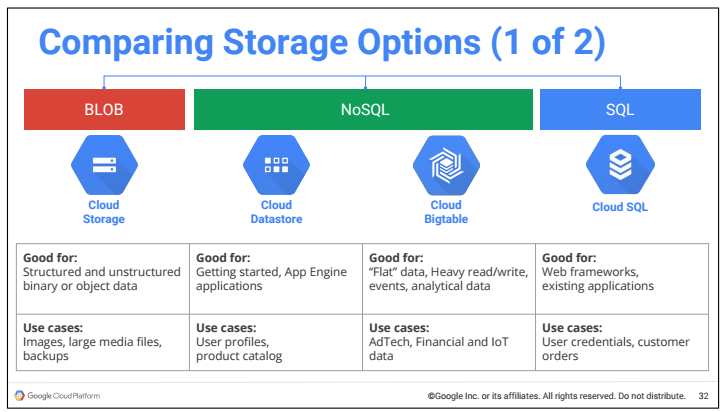 Comparing Storage Options (1 of 2)
BLOB
NoSQL
SQL
Cloud
Storage
Cloud
Datastore
Cloud
Bigtable
Cloud SQL
Good for:
Structured and unstructured
binary or object data
Good for:
Getting started, App Engine
applications
Good for:
“Flat” data, Heavy read/write,
events, analytical data
Good for:
Web frameworks,
existing applications
Use cases:
Images, large media files,
backups
Use cases:
User profiles,
product catalog
Use cases:
AdTech, Financial and IoT
data
Use cases:
User credentials, customer
orders
Google Cloud Platform
©Google Inc. or its affiliates. All rights reserved. Do not distribute. 32